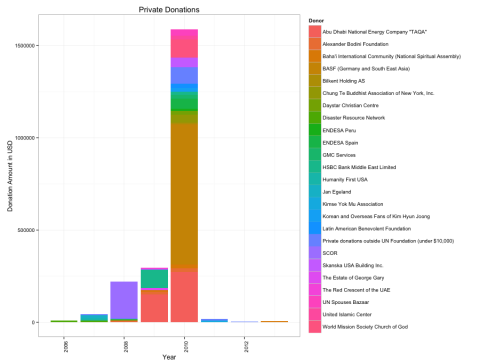 Private Donations
Donation Amount in USD
1500000
1000000
500000
0
2006
2008
2010
2012
Year
Donor
Abu Dhabi National Energy Company "TAQA"
Alexander Bodini Foundation
Baha'i International Community (National Spiritual Assembly)
BASF (Germany and South East Asia)
Bilkent Holding AS
Chung Te Buddhist Association of New York, Inc.
Daystar Christian Centre
Disaster Resource Network
ENDESA Peru
ENDESA Spain
GMC Services
HSBC Bank Middle East Limited
Humanity First USA
Jan Egeland
Kimse Yok Mu Association
Korean and Overseas Fans of Kim Hyun Joong
Latin American Benevolent Foundation
Private donations outside UN Foundation (under $10,000)
SCOR
Skanska USA Building Inc.
The Estate of George Gary
The Red Crescent of the UAE
UN Spouses Bazaar
United Islamic Center
World Mission Society Church of God